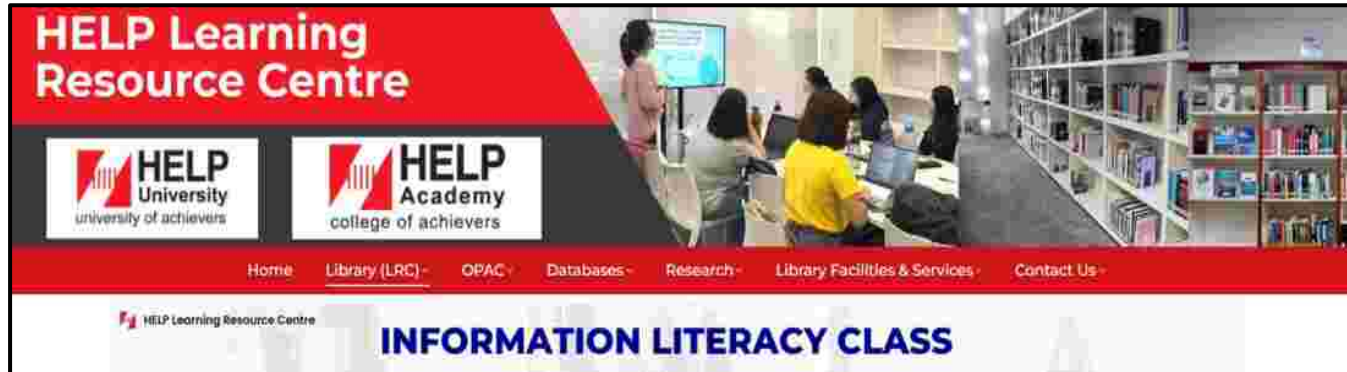 HELP Learning
Resource Centre
HELP
University
university of achievers
HELP
Academy
college of achievers
Home Library (LRC) OPAC Databases Research Library Facilities & Services Contact Us
HELP Learning Resource Centre
INFORMATION LITERACY CLASS